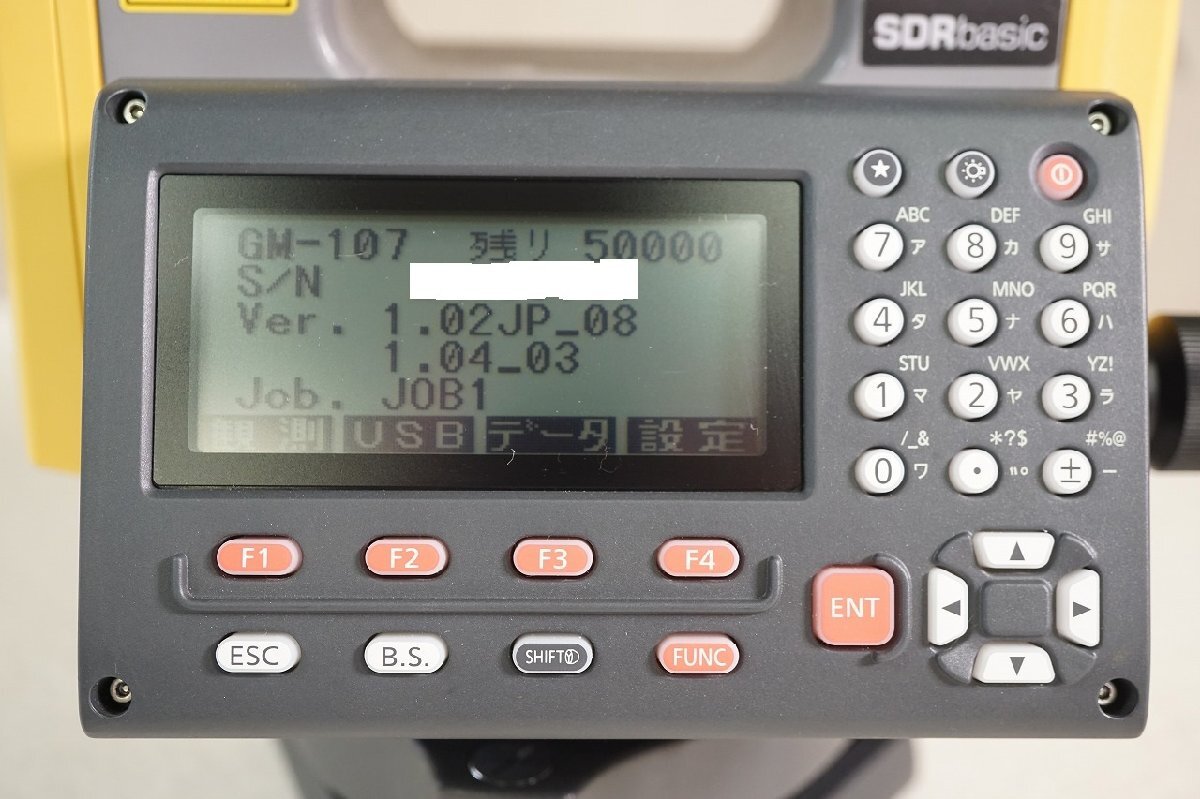 SDRbasic
GM-107 残リ 50000
S/N
Ver. 1.02JP_08
1.04_03
Job. JOB1
観測 USB データ 設定
ABC DEF GHI
7 ア 8 カ 9 サ
JKL MNO PQR
4 タ 5 ナ 6 ハ
STU VWX YZ!
1 マ 2 ヤ 3 ラ
/_& *?$ #%@
0 ワ . ゛゜ ± ー
F1 F2 F3 F4
ENT
ESC B.S. SHIFT FUNC